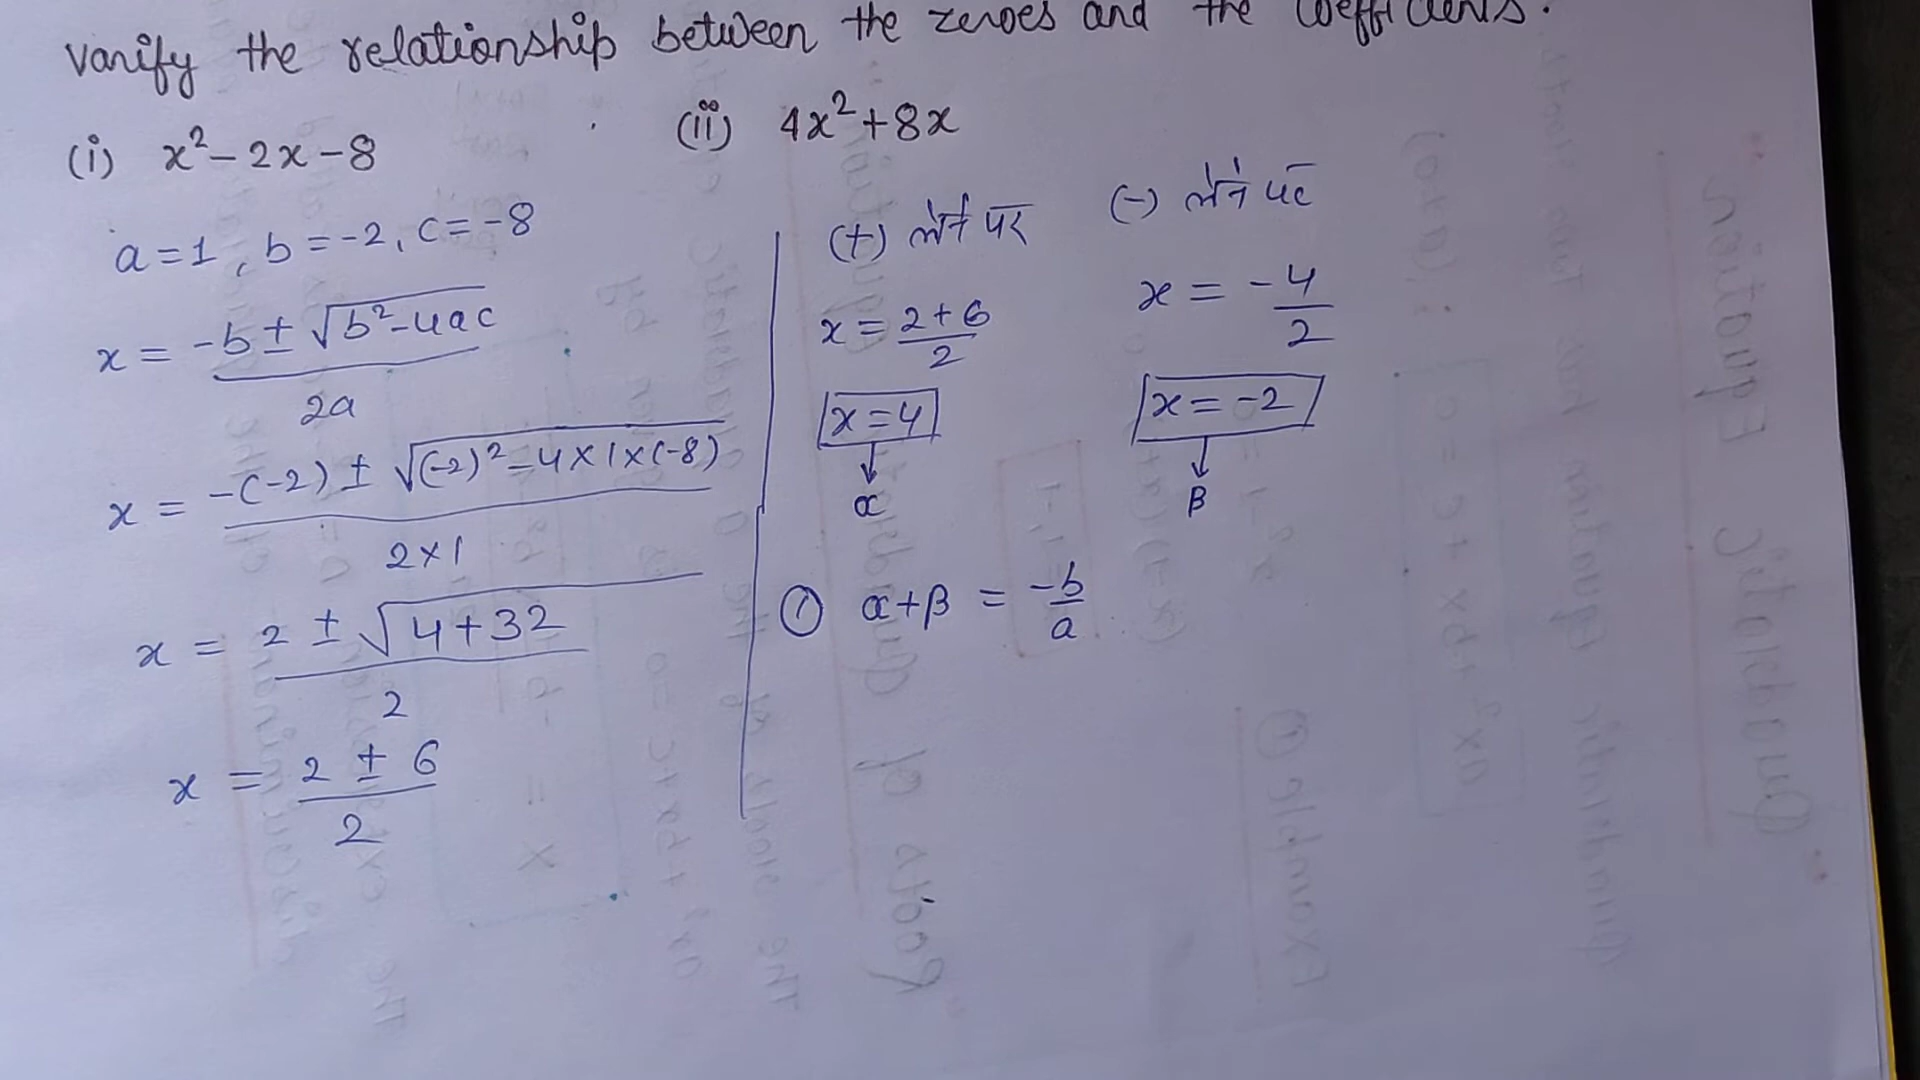 varify the relationship between the zeroes and the coefficients.
(i) x² - 2x - 8
(ii) 4x² + 8x
a = 1, b = -2, c = -8
x = -b ± √b² - 4ac / 2a
x = -(-2) ± √(-2)² - 4 × 1 × (-8) / 2 × 1
x = 2 ± √4 + 32 / 2
x = 2 ± 6 / 2
(+) लेने पर
x = 2 + 6 / 2
x = 4
↓
α
(-) लेने पर
x = - 4 / 2
x = -2
↓
β
① α + β = -b / a